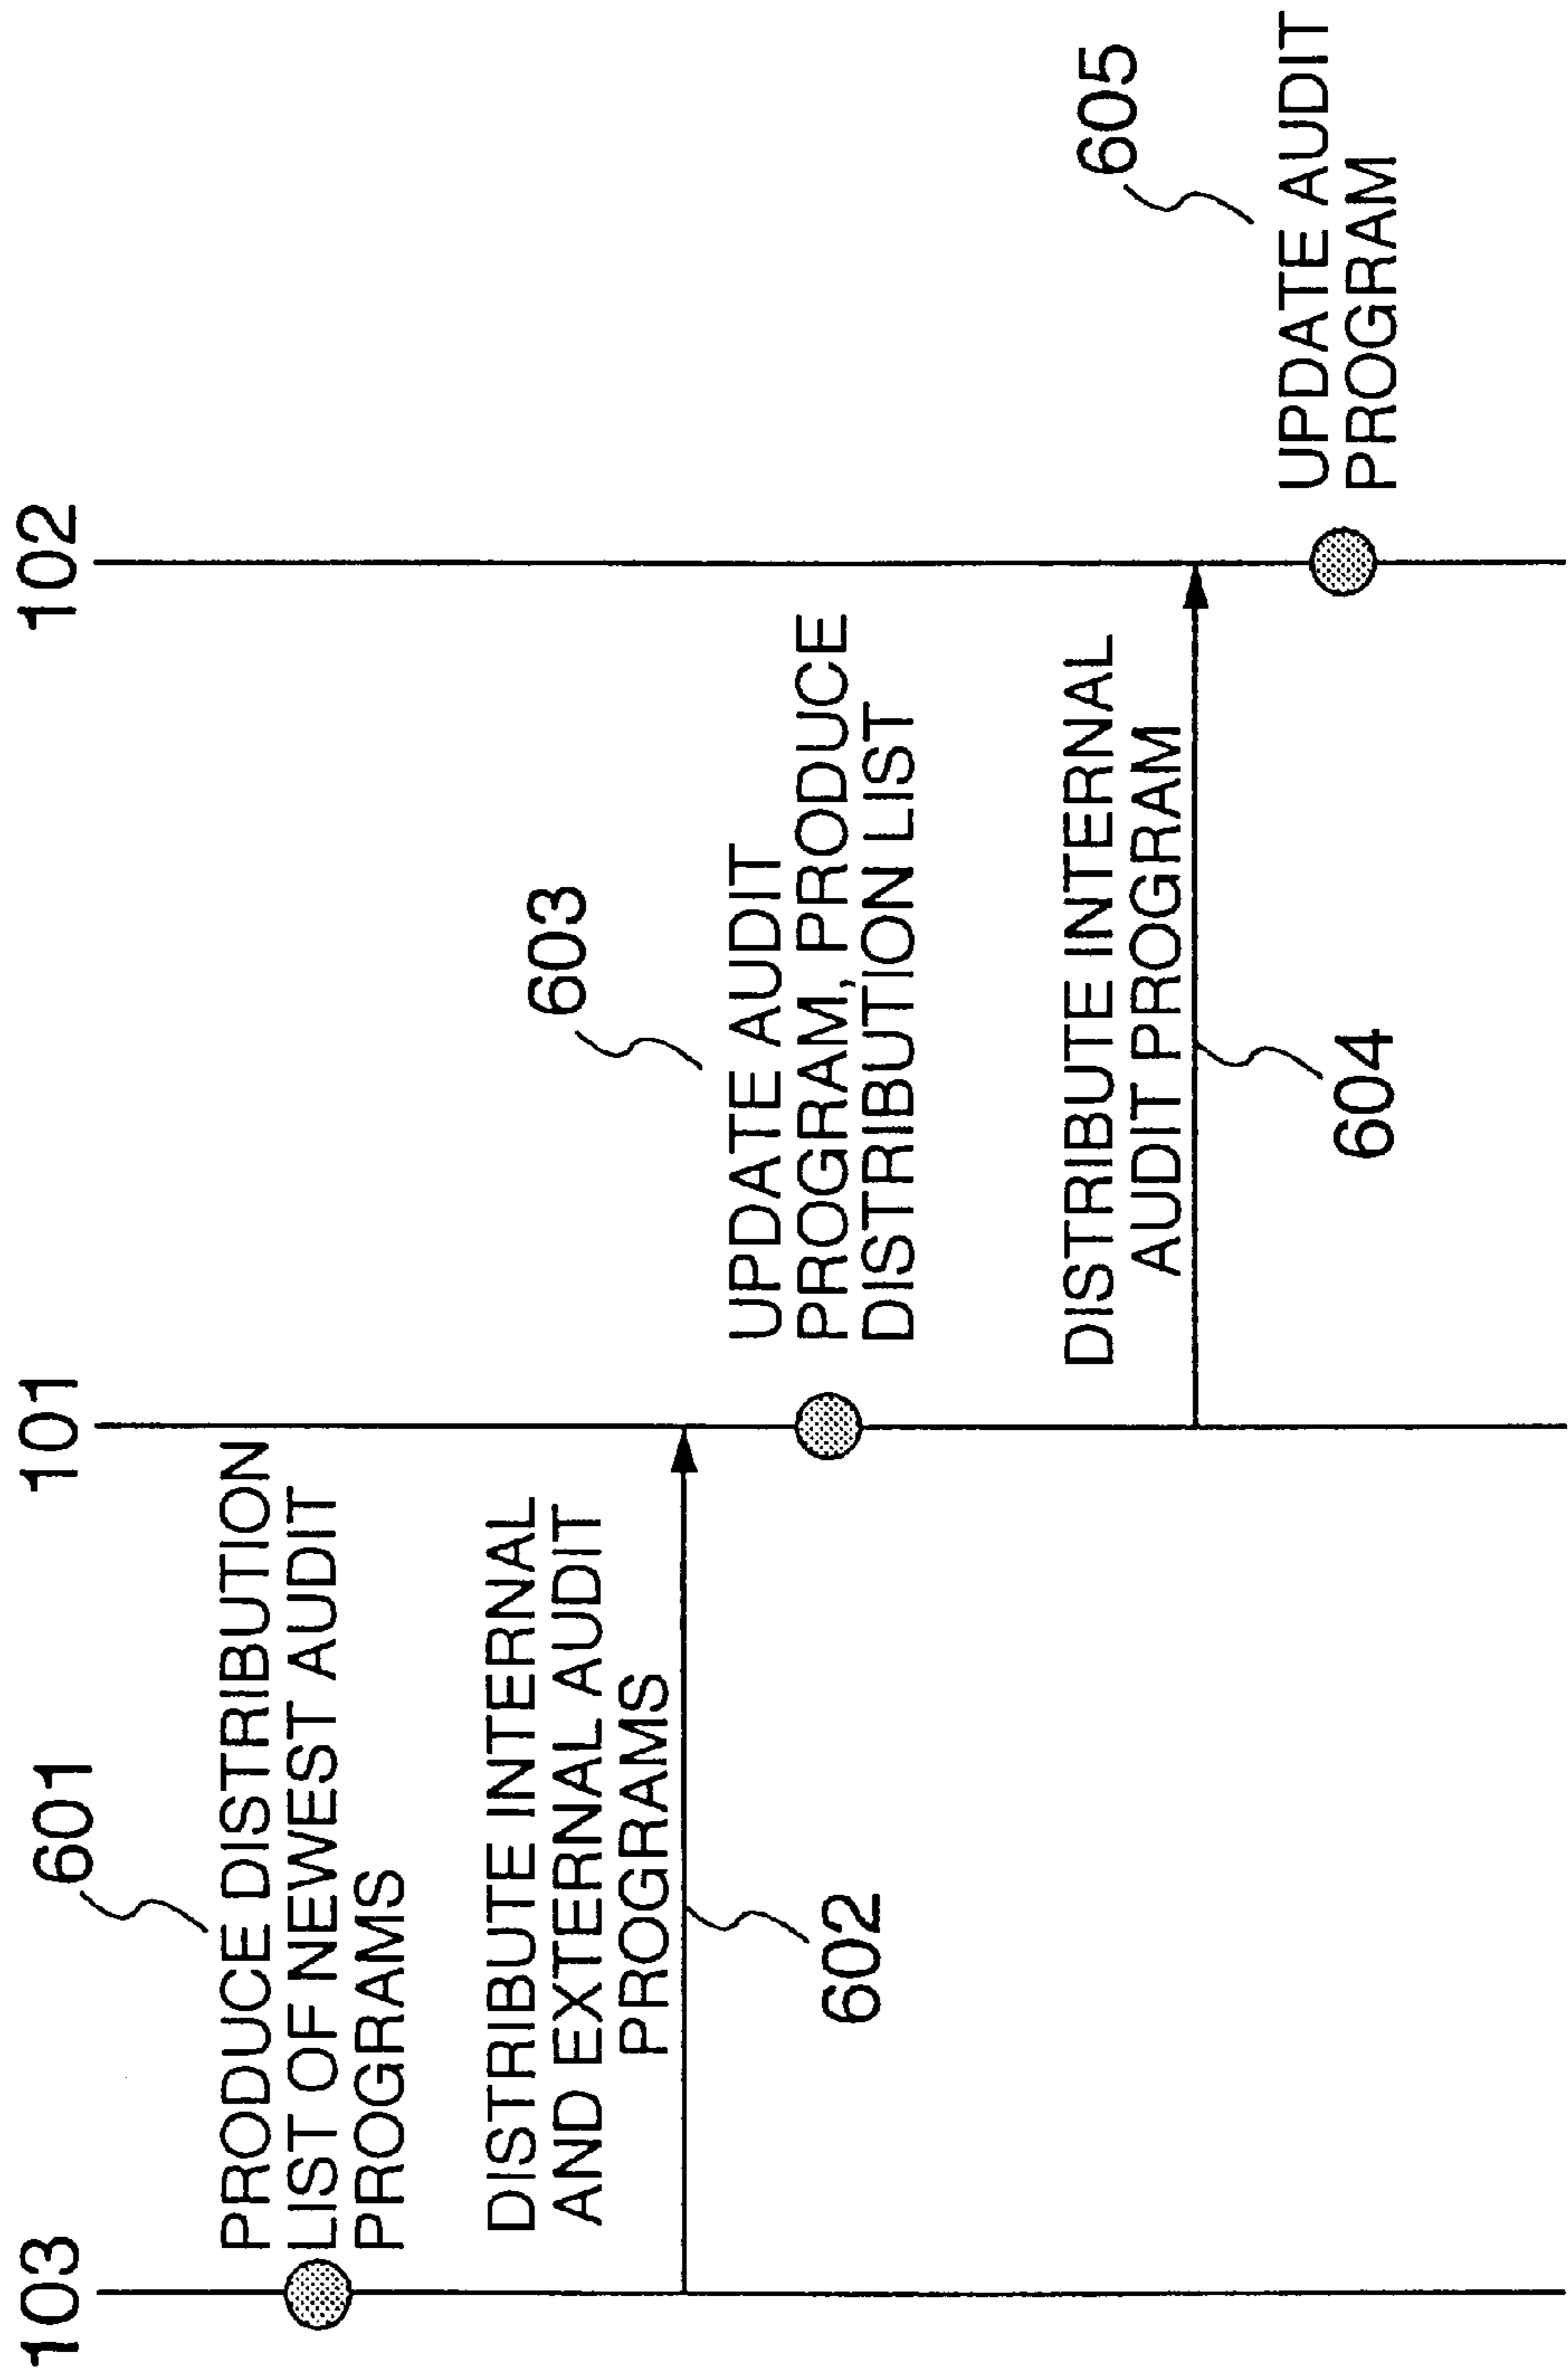 103
101
102
601
PRODUCE DISTRIBUTION
LIST OF NEWEST AUDIT
PROGRAMS
DISTRIBUTE INTERNAL
AND EXTERNAL AUDIT
PROGRAMS
602
603
UPDATE AUDIT
PROGRAM, PRODUCE
DISTRIBUTION LIST
DISTRIBUTE INTERNAL
AUDIT PROGRAM
604
605
UPDATE AUDIT
PROGRAM